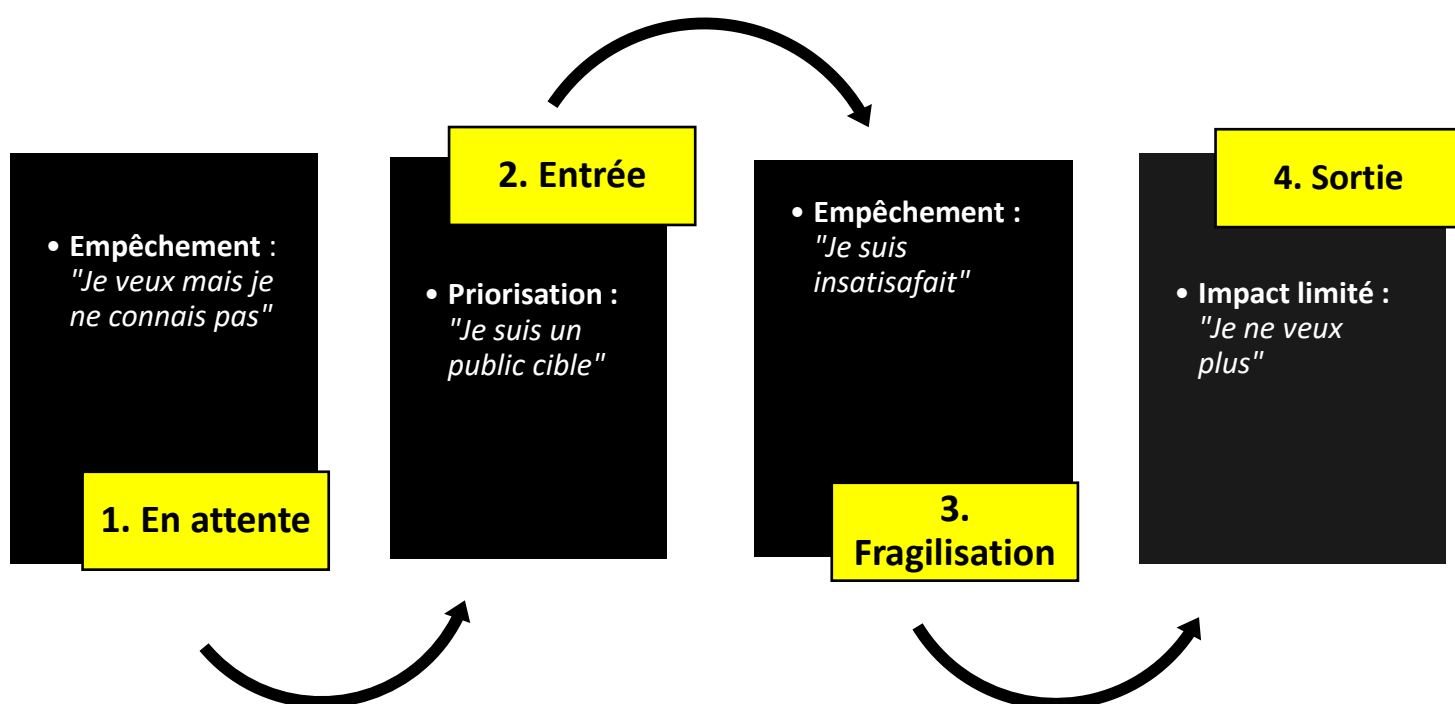 • Empêchement :
"Je veux mais je
ne connais pas"
1. En attente
2. Entrée
• Priorisation :
"Je suis un
public cible"
• Empêchement :
"Je suis
insatisafait"
3.
Fragilisation
4. Sortie
• Impact limité :
"Je ne veux
plus"